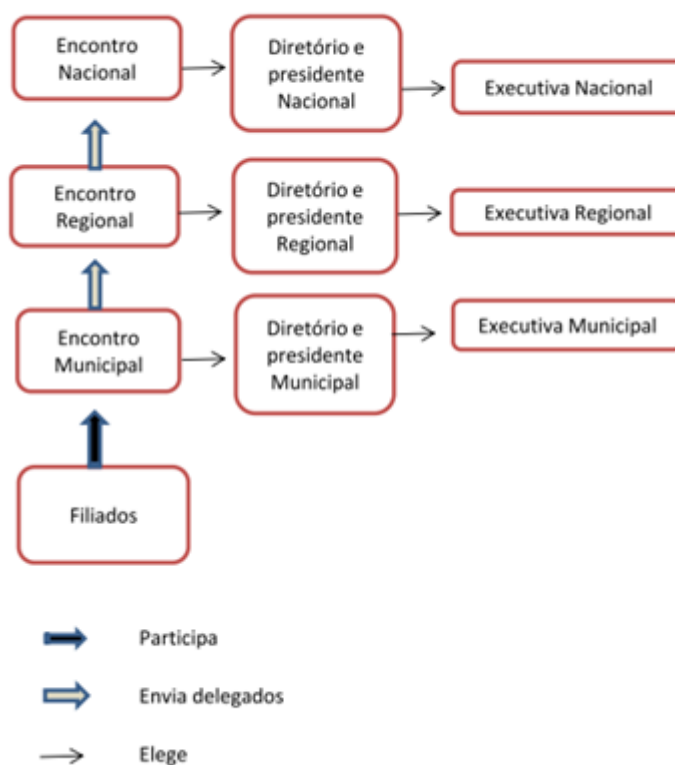 Encontro
Nacional
Diretório e
presidente
Nacional
Executiva Nacional
Encontro
Regional
Diretório e
presidente
Regional
Executiva Regional
Encontro
Municipal
Diretório e
presidente
Municipal
Executiva Municipal
Filiados
Participa
Envia delegados
Elege